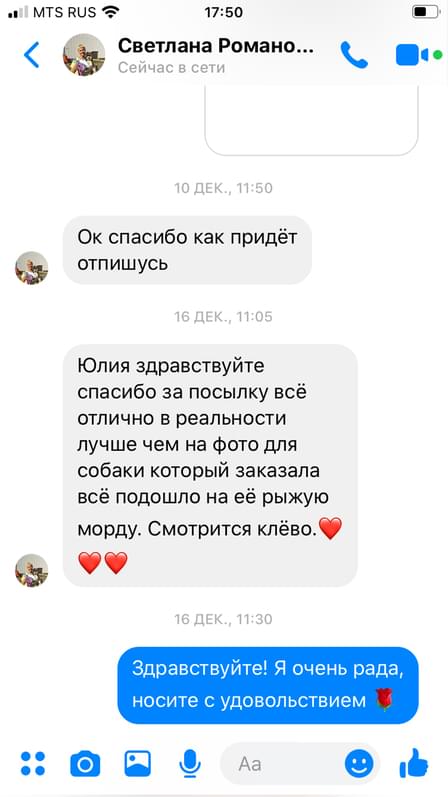 MTS RUS
17:50
Светлана Романо...
Сейчас в сети
10 ДЕК., 11:50
Ок спасибо как придёт
отпишусь
16 ДЕК., 11:05
Юлия здравствуйте
спасибо за посылку всё
отлично в реальности
лучше чем на фото для
собаки который заказала
всё подошло на её рыжую
морду. Смотрится клёво.❤️
❤️❤️
16 ДЕК., 11:30
Здравствуйте! Я очень рада,
носите с удовольствием 🌹
Aa